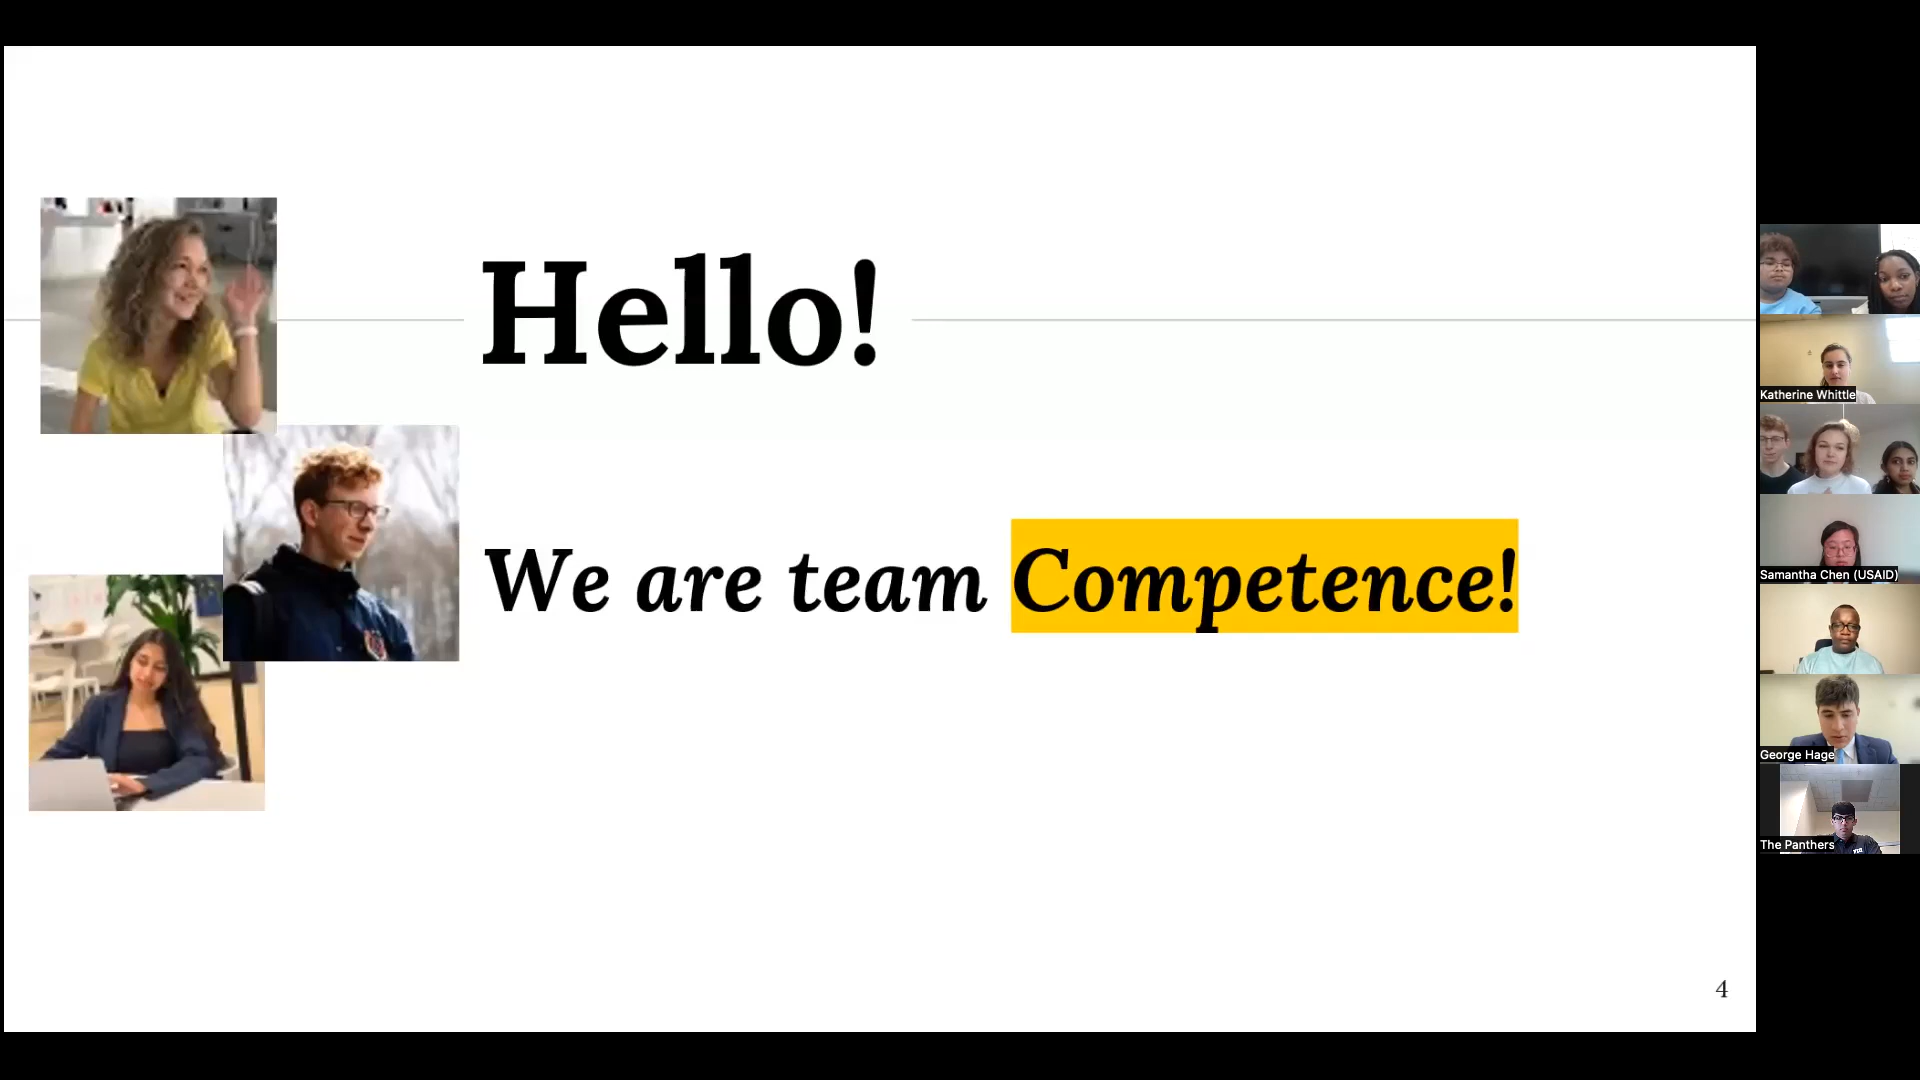 Hello!
We are team Competence!
4
Katherine Whittle
Samantha Chen (USAID)
George Hage
The Panthers